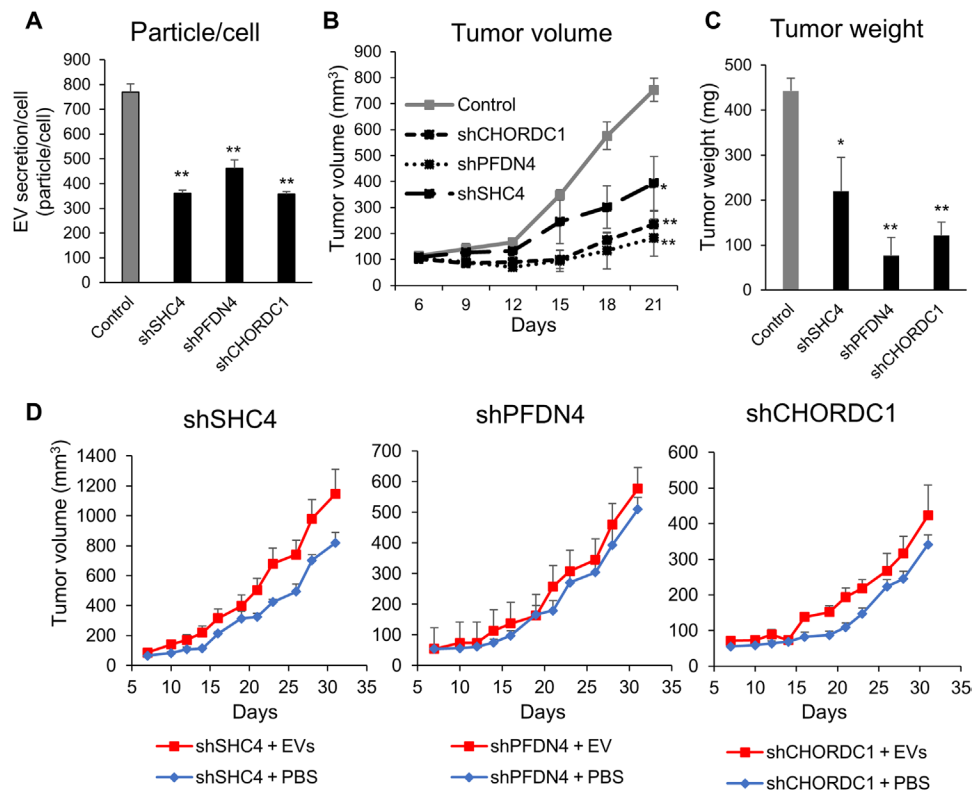 A
Particle/cell
EV secretion/cell
(particle/cell)
900
800
700
600
500
400
300
200
100
0
**
**
**
Control
shSHC4
shPFDN4
shCHORDC1
B
Tumor volume
Tumor volume (mm³)
900
800
700
600
500
400
300
200
100
0
Control
shCHORDC1
shPFDN4
shSHC4
*
**
**
6 9 12 15 18 21
Days
C
Tumor weight
Tumor weight (mg)
500
400
300
200
100
0
*
**
**
Control
shSHC4
shPFDN4
shCHORDC1
D
shSHC4
Tumor volume (mm³)
1400
1200
1000
800
600
400
200
0
5 10 15 20 25 30 35
Days
shSHC4 + EVs
shSHC4 + PBS
shPFDN4
700
600
500
400
300
200
100
0
5 10 15 20 25 30 35
Days
shPFDN4 + EV
shPFDN4 + PBS
shCHORDC1
600
500
400
300
200
100
0
5 10 15 20 25 30 35
Days
shCHORDC1 + EVs
shCHORDC1 + PBS